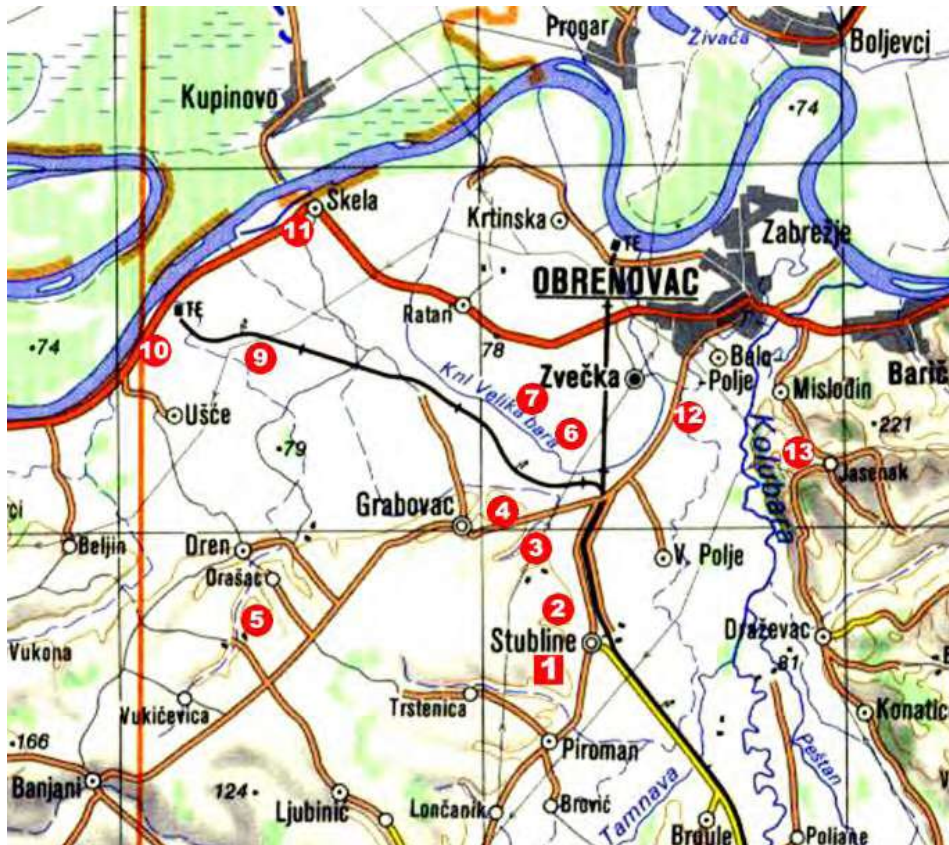 Progar
Živača
Boljevci
Kupinovo
74
Skela
11
Krtinska
TE
Zabrežje
OBRENOVAC
TE
Ratari
10
9
74
78
Zvečka
Belo
Polje
Mislođin
Barič
7
Knl Velika bara
Ušće
6
12
221
79
13
Jasenak
Kolubara
Grabovac
4
Beljin
Dren
3
V. Polje
Drašac
5
2
Vukona
Stubline
Draževac
1
81
Vukićevica
Trstenica
Konatice
166
Piroman
Peštan
Banjani
124
Ljubinić
Lončanik
Brović
Tamnava
Poljane